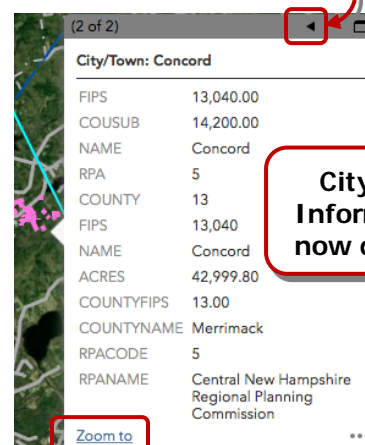 (2 of 2)
City/Town: Concord
FIPS 13,040.00
COUSUB 14,200.00
NAME Concord
RPA 5
COUNTY 13
FIPS 13,040
NAME Concord
ACRES 42,999.80
COUNTYFIPS 13.00
COUNTYNAME Merrimack
RPACODE 5
RPANAME Central New Hampshire
Regional Planning
Commission
Zoom to
City
now